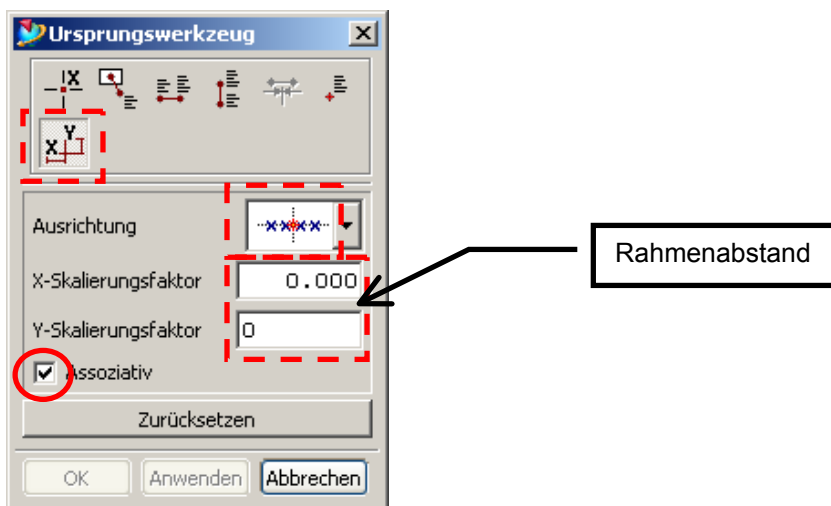 Ursprungswerkzeug
X
X Y
Ausrichtung
X-Skalierungsfaktor 0.000
Rahmenabstand
Y-Skalierungsfaktor 0
Assoziativ
Zurücksetzen
OK Anwenden Abbrechen